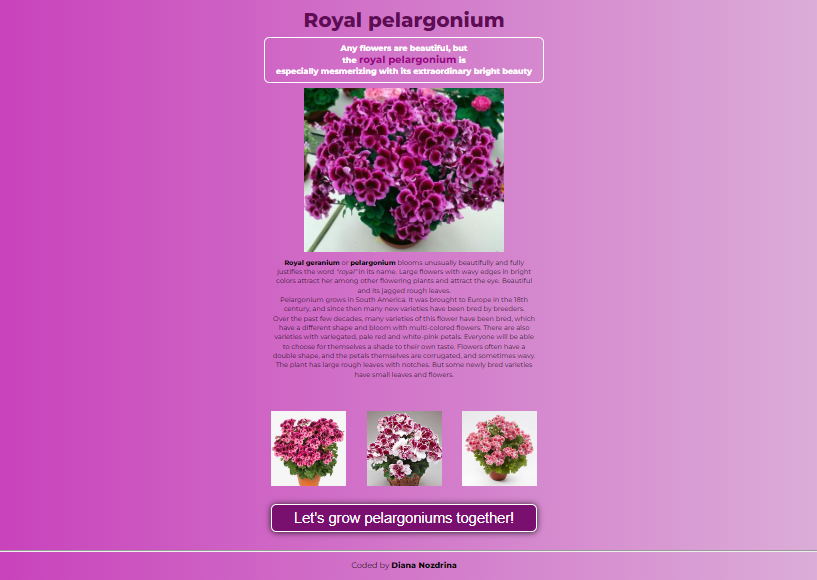 Royal pelargonium
Any flowers are beautiful, but
the royal pelargonium is
especially mesmerizing with its extraordinary bright beauty
Royal geranium or pelargonium blooms unusually beautifully and fully
justifies the word "royal" in its name. Large flowers with wavy edges in bright
colors attract her among other flowering plants and attract the eye. Beautiful
and its jagged rough leaves.
Pelargonium grows in South America. It was brought to Europe in the 18th
century, and since then many new varieties have been bred by breeders.
Over the past few decades, many varieties of this flower have been bred, which
have a different shape and bloom with multi-colored flowers. There are also
varieties with variegated, pale red and white-pink petals. Everyone will be able
to choose for themselves a shade to their own taste. Flowers often have a
double shape, and the petals themselves are corrugated, and sometimes wavy.
The plant has large rough leaves with notches. But some newly bred varieties
have small leaves and flowers.
Let's grow pelargoniums together!
Coded by Diana Nozdrina